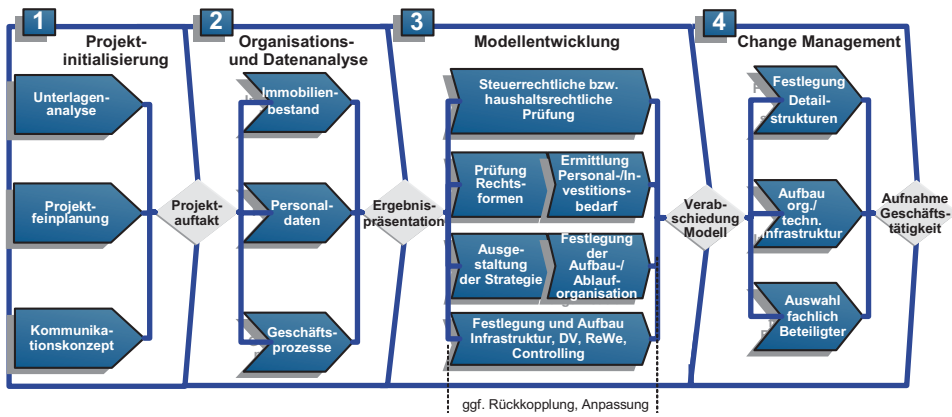 1
Projekt-
initialisierung
Unterlagen-
analyse
Projekt-
feinplanung
Kommunika-
tionskonzept
Projekt-
auftakt
2
Organisations-
und Datenanalyse
Immobilien-
bestand
Personal-
daten
Geschäfts-
prozesse
Ergebnis-
präsentation
3
Modellentwicklung
Steuerrechtliche bzw.
haushaltsrechtliche
Prüfung
Prüfung
Rechts-
formen
Ermittlung
Personal-/In-
vestitions-
bedarf
Ausge-
staltung
der Strategie
Festlegung
der
Aufbau-/
Ablauf-
organisation
Festlegung und Aufbau
Infrastruktur, DV, ReWe,
Controlling
ggf. Rückkopplung, Anpassung
Verab-
schiedung
Modell
4
Change Management
Festlegung
Detail-
strukturen
Aufbau
org./
techn.
Infrastruktur
Auswahl
fachlich
Beteiligter
Aufnahme
Geschäfts-
tätigkeit